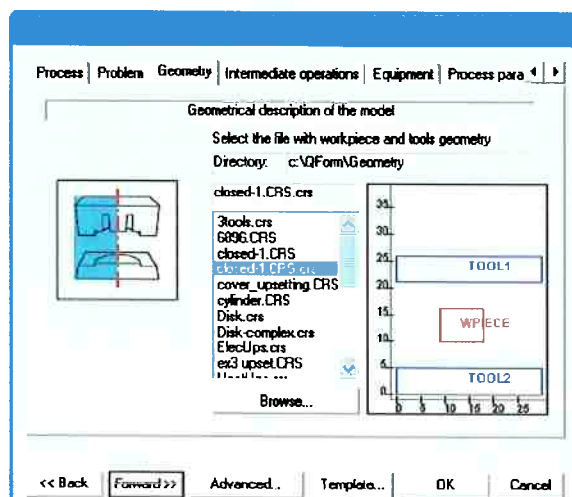 Process Problem Geometry Intermediate operations Equipment Process para
Geometrical description of the model
Select the file with workpiece and tools geometry
Directory: c:\QForm\Geometry
closed-1.CRS.crs
3tools.crs
6096.CRS
closed-1.CRS
closed-1.CRS.crs
cover_upsetting.CRS
cylinder.CRS
Disk.crs
Disk-complex.crs
ElecUps.crs
ex3 upset.CRS
Browse...
35
30
25
20
15
10
5
0
TOOL1
WPIECE
TOOL2
0 5 10 15 20 25
<< Back Forward >> Advanced... Template... OK Cancel